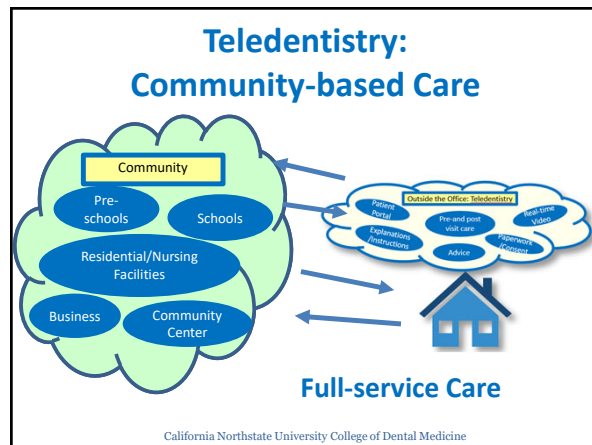 Teledentistry:
Community-based Care
Community
Pre-
schools
Schools
Residential/Nursing
Facilities
Business
Community
Center
Outside the Office: Teledentistry
Patient
Portal
Pre-and post
visit care
Real-time
Video
Explanations
/Instructions
Advice
Paperwork
/Consent
Full-service Care
California Northstate University College of Dental Medicine